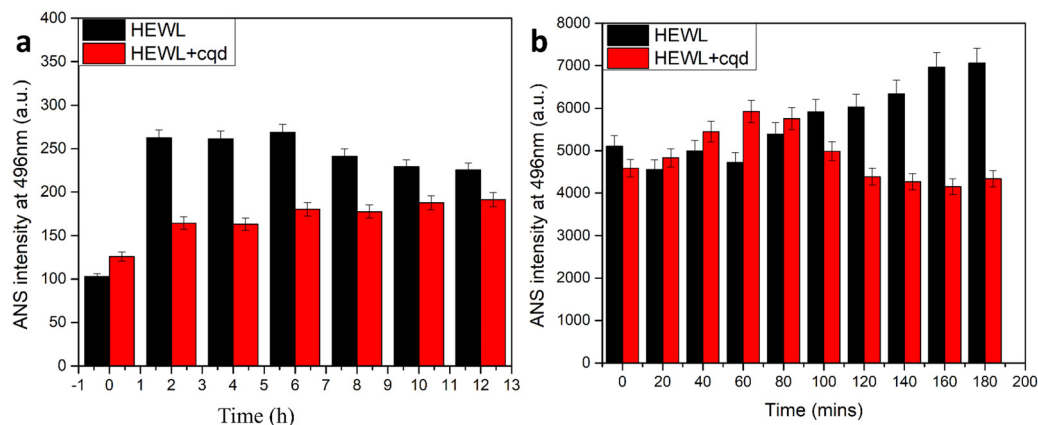 a
HEWL
HEWL+cqd
ANS intensity at 496nm (a.u.)
400
350
300
250
200
150
100
50
0
-1 0 1 2 3 4 5 6 7 8 9 10 11 12 13
Time (h)
b
HEWL
HEWL+cqd
ANS intensity at 496nm (a.u.)
8000
7000
6000
5000
4000
3000
2000
1000
0
0 20 40 60 80 100 120 140 160 180 200
Time (mins)